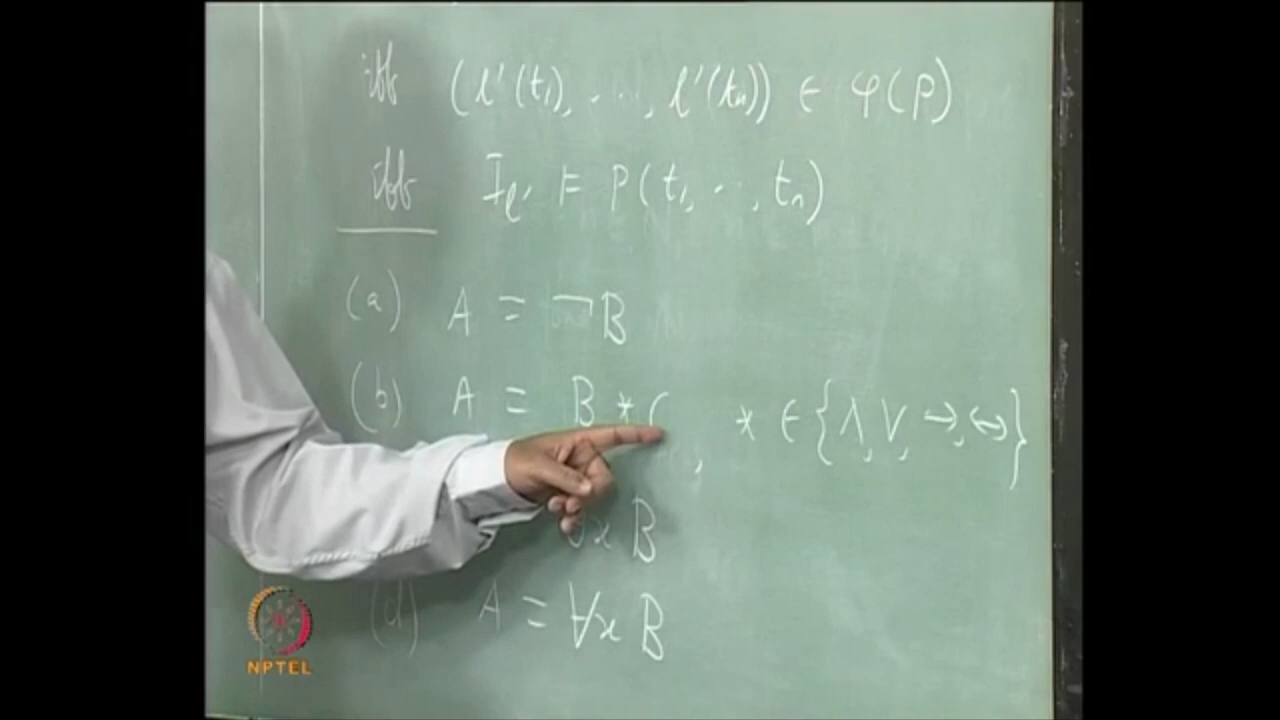 iff (l'(t₁), ..., l'(tₙ)) ∈ φ(P)
iff I_l' ⊨ P(t₁, .., tₙ)
(a) A = ¬B
(b) A = B * C , * ∈ {∧, ∨, →, ↔}
x B
(d) A = ∀x B
NPTEL